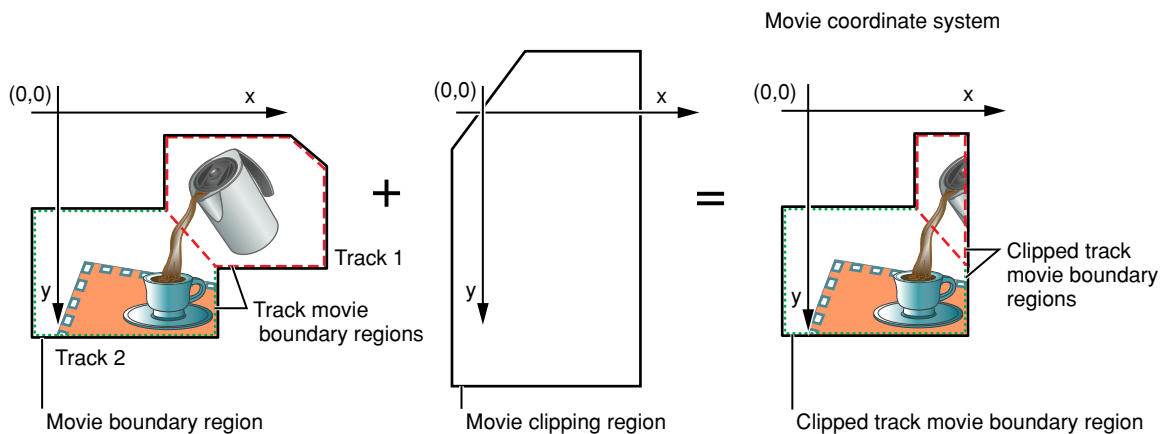 Movie coordinate system
(0,0)
x
y
Track 1
Track movie
boundary regions
Track 2
Movie boundary region
+
(0,0)
x
y
Movie clipping region
=
(0,0)
x
y
Clipped track
movie boundary
regions
Clipped track movie boundary region